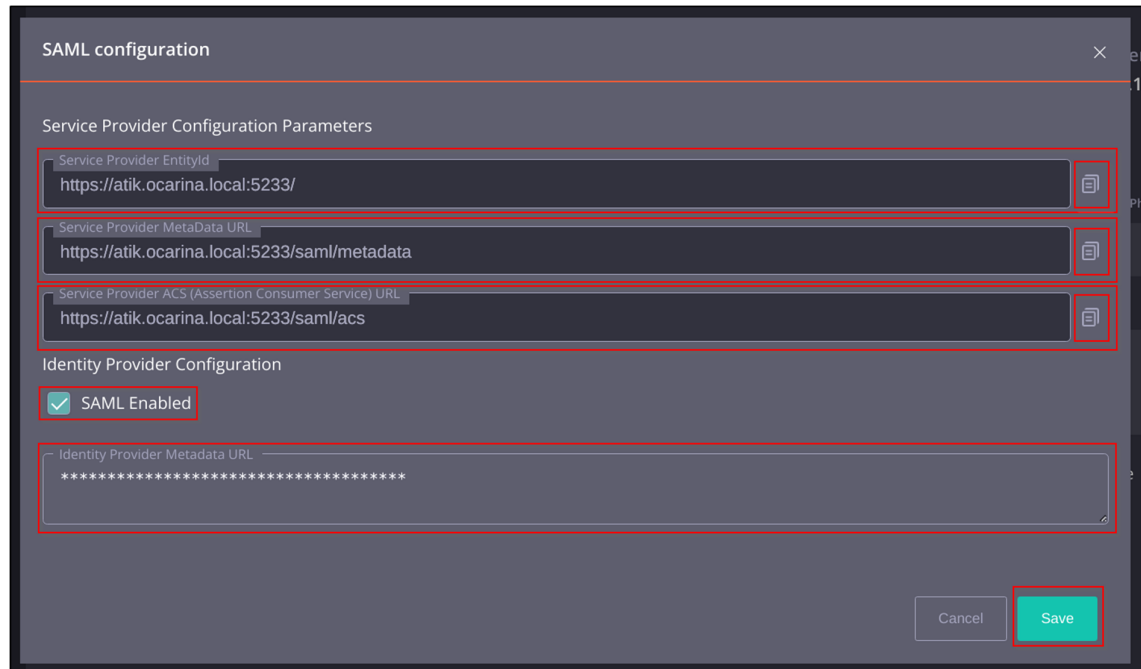 SAML configuration
Service Provider Configuration Parameters
Service Provider EntityId
https://atik.ocarina.local:5233/
Service Provider MetaData URL
https://atik.ocarina.local:5233/saml/metadata
Service Provider ACS (Assertion Consumer Service) URL
https://atik.ocarina.local:5233/saml/acs
Identity Provider Configuration
SAML Enabled
Identity Provider Metadata URL
*************************************
Cancel
Save